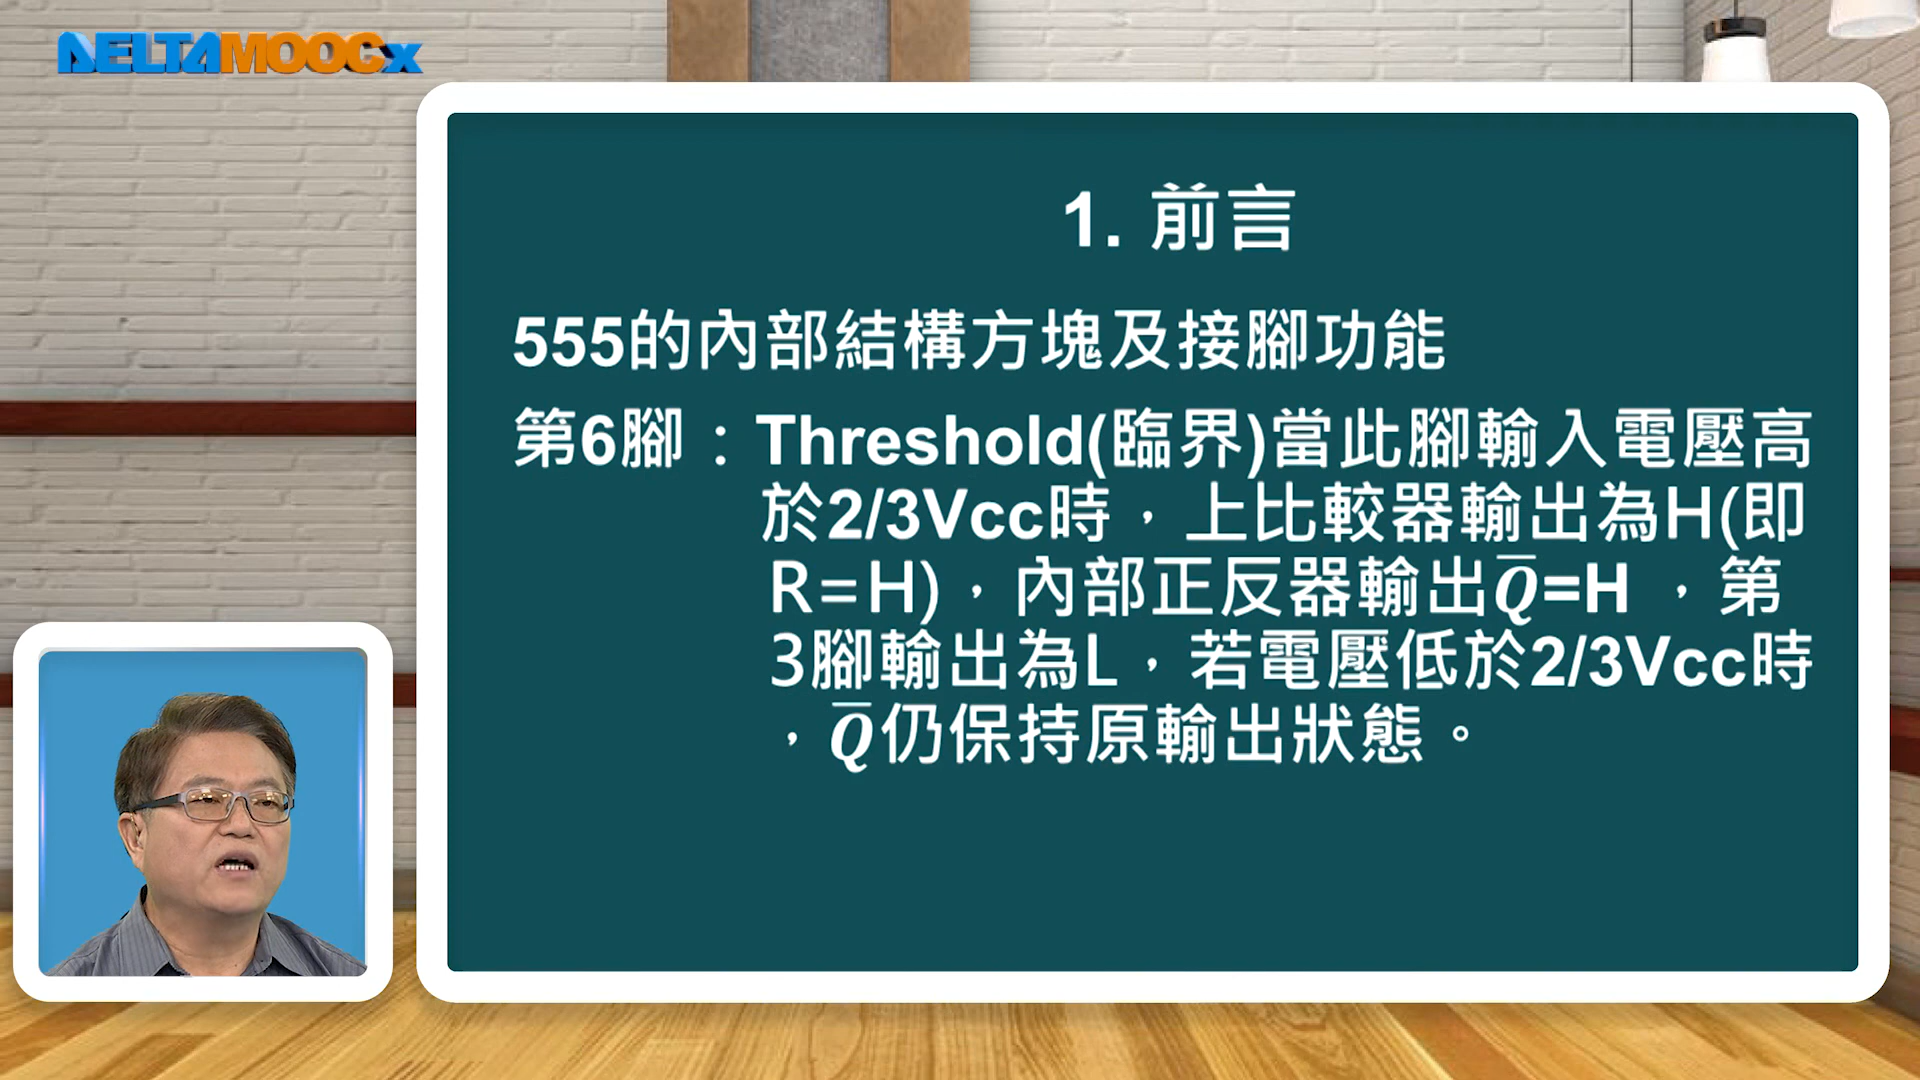 DELTAMOOCx
1. 前言
555的內部結構方塊及接腳功能
第6腳：Threshold(臨界)當此腳輸入電壓高
於2/3Vcc時，上比較器輸出為H(即
R=H)，內部正反器輸出Q̅=H ，第
3腳輸出為L，若電壓低於2/3Vcc時
，Q̅仍保持原輸出狀態。